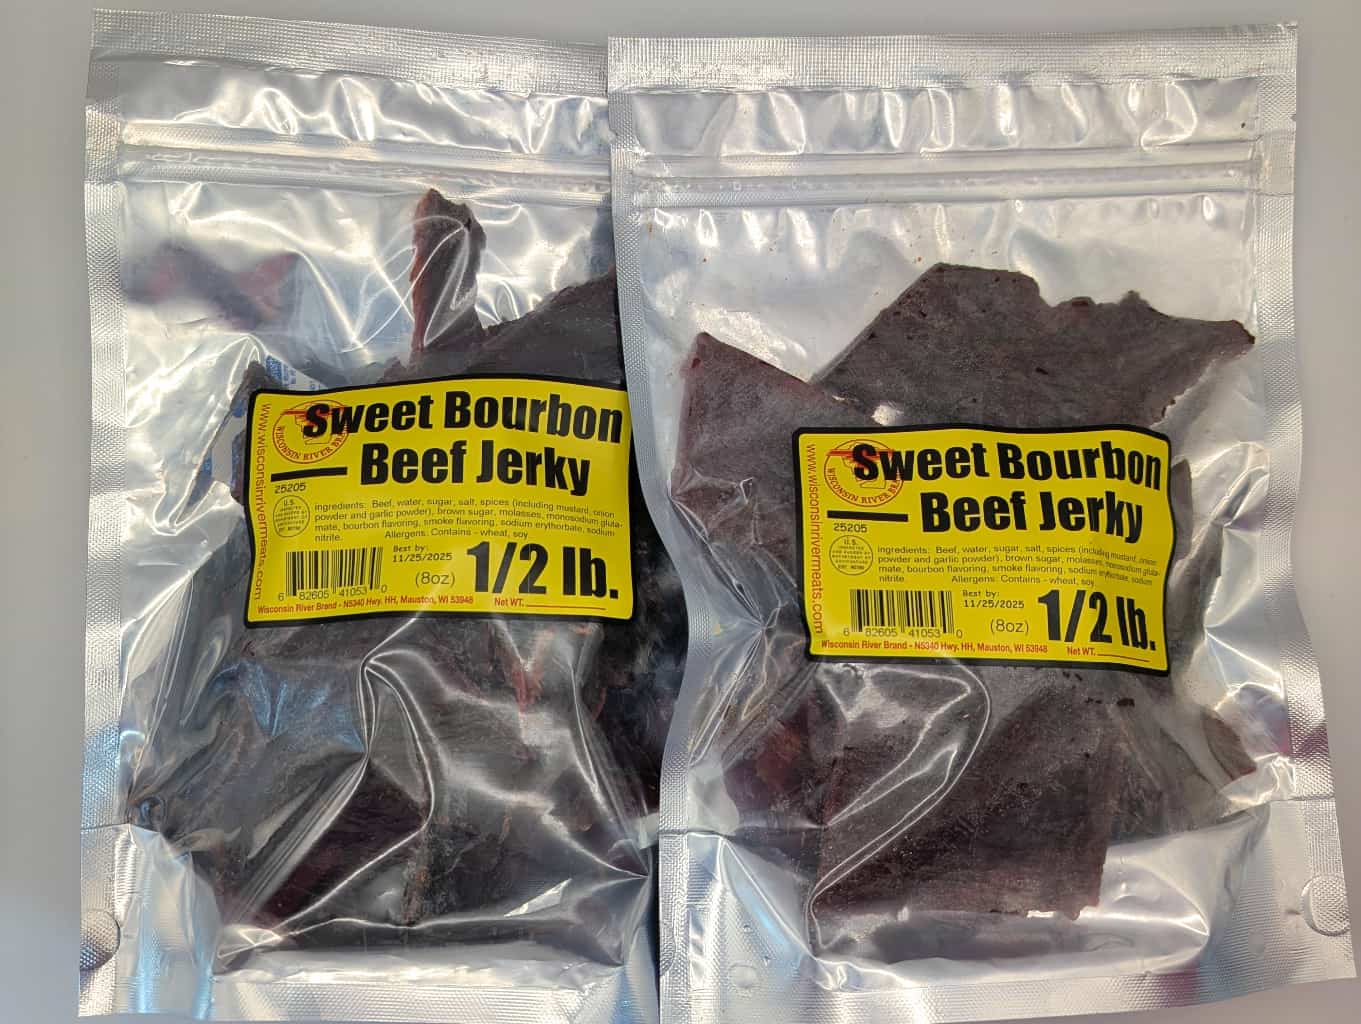 Sweet Bourbon
Beef Jerky
WISCONSIN RIVER
www.wisconsinrivermeats.com
25205
U.S.
ingredients: Beef, water, sugar, salt, spices (including mustard, onion
powder and garlic powder), brown sugar, molasses, monosodium gluta-
mate, bourbon flavoring, smoke flavoring, sodium erythorbate, sodium
nitrite. Allergens: Contains - wheat, soy.
Best by:
11/25/2025
(8oz) 1/2 lb.
6 82605 41053 0
Wisconsin River Brand - N5340 Hwy. HH, Mauston, WI 53948 Net WT.
Sweet Bourbon
Beef Jerky
WISCONSIN RIVER
www.wisconsinrivermeats.com
25205
U.S.
ingredients: Beef, water, sugar, salt, spices (including mustard, onion
powder and garlic powder), brown sugar, molasses, monosodium gluta-
mate, bourbon flavoring, smoke flavoring, sodium erythorbate, sodium
nitrite. Allergens: Contains - wheat, soy.
Best by:
11/25/2025
(8oz) 1/2 lb.
6 82605 41053 0
Wisconsin River Brand - N5340 Hwy. HH, Mauston, WI 53948 Net WT.